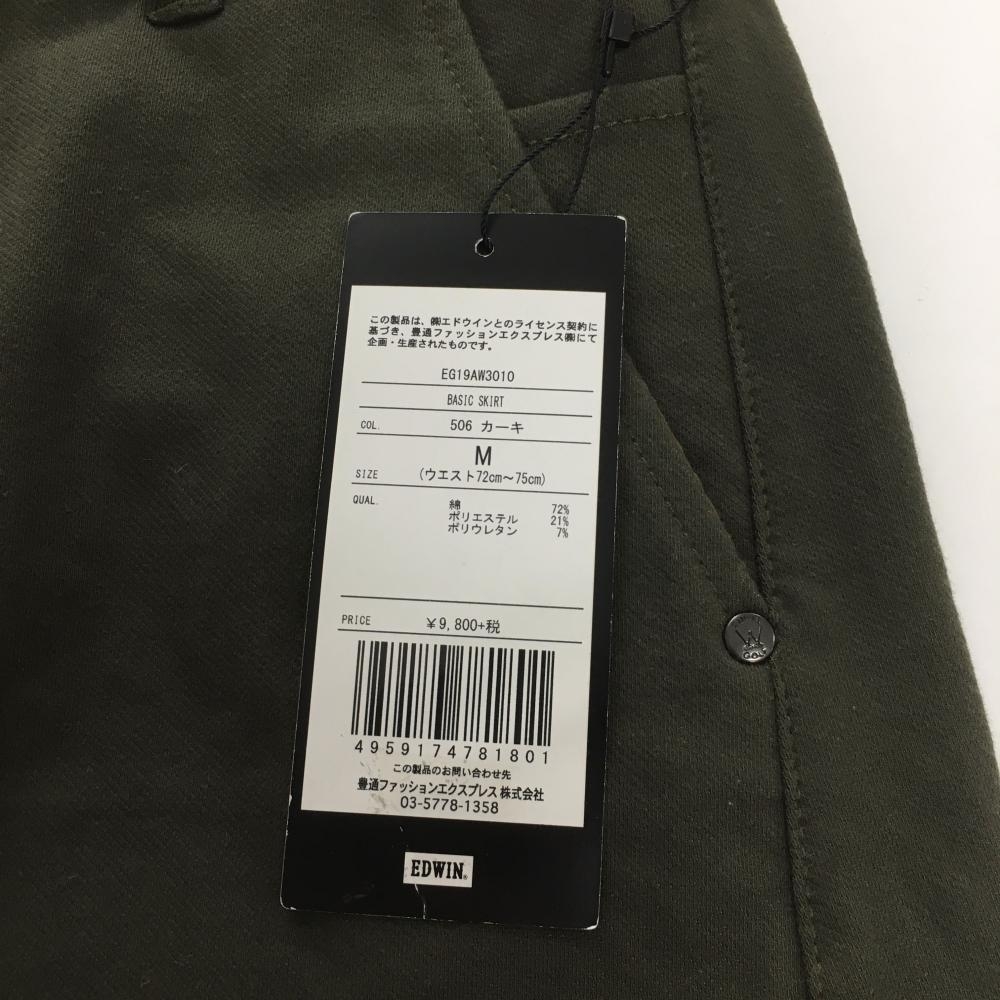 この製品は、㈱エドウインとのライセンス契約に
基づき、豊通ファッションエクスプレス㈱にて
企画・生産されたものです。
EG19AW3010
BASIC SKIRT
COL. 506 カーキ
M
SIZE (ウエスト72cm～75cm)
QUAL. 綿 72%
ポリエステル 21%
ポリウレタン 7%
PRICE ￥9,800+税
4959174781801
この製品のお問い合わせ先
豊通ファッションエクスプレス株式会社
03-5778-1358
EDWIN®
W
GOLF